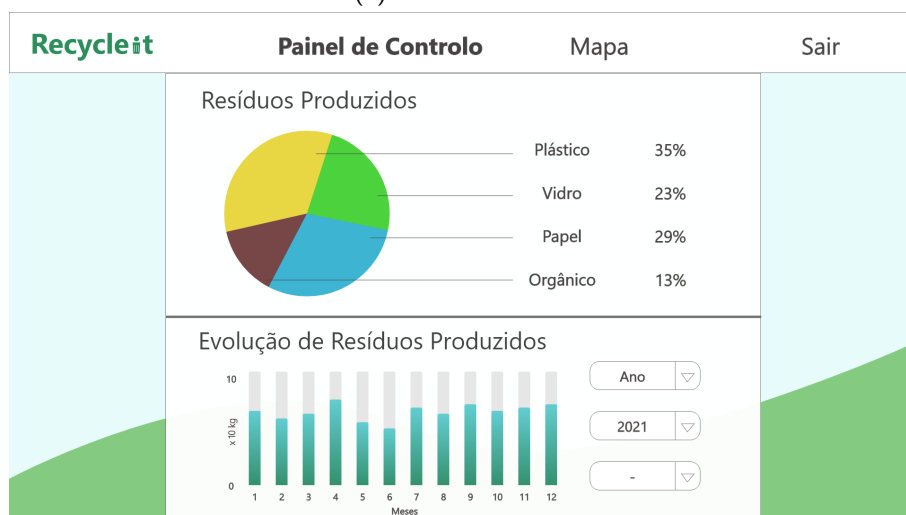 Recycleit
Painel de Controlo
Mapa
Sair
Resíduos Produzidos
Plástico 35%
Vidro 23%
Papel 29%
Orgânico 13%
Evolução de Resíduos Produzidos
10
x 10 kg
0
1 2 3 4 5 6 7 8 9 10 11 12
Meses
Ano
2021
-